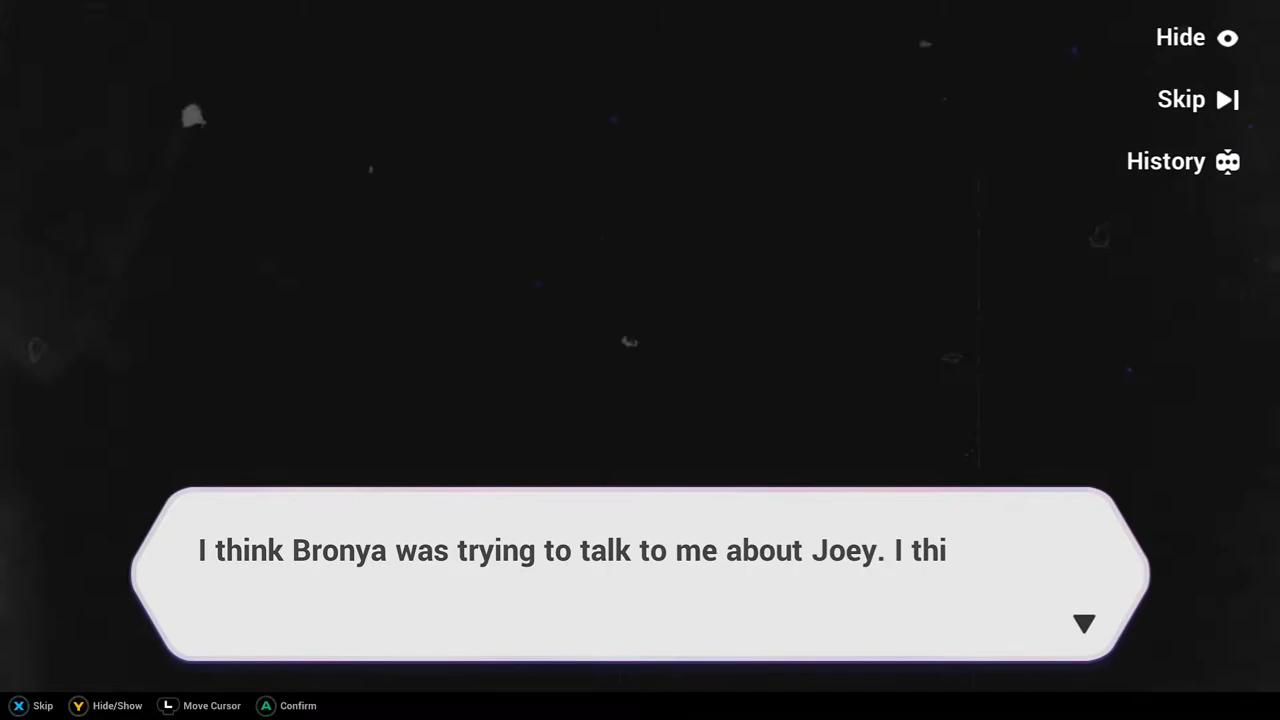 Hide
Skip
History
I think Bronya was trying to talk to me about Joey. I thi
X Skip Y Hide/Show L Move Cursor A Confirm